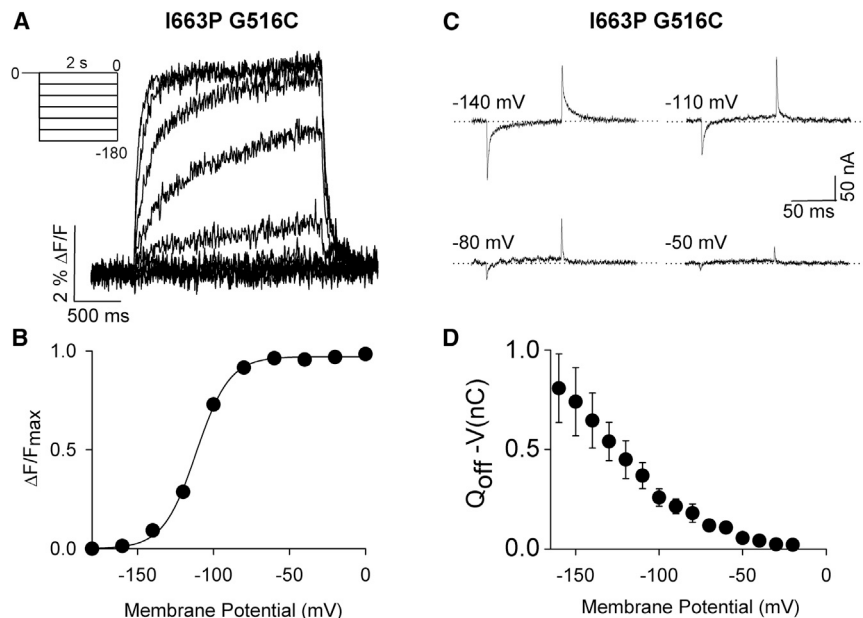 A
I663P G516C
2 s
0
0
-180
2 % ΔF/F
500 ms
B
1.0
0.5
0.0
ΔF/Fmax
-150
-100
-50
0
Membrane Potential (mV)
C
I663P G516C
-140 mV
-110 mV
50 nA
50 ms
-80 mV
-50 mV
D
1.0
0.5
0.0
Qoff -V(nC)
-150
-100
-50
0
Membrane Potential (mV)